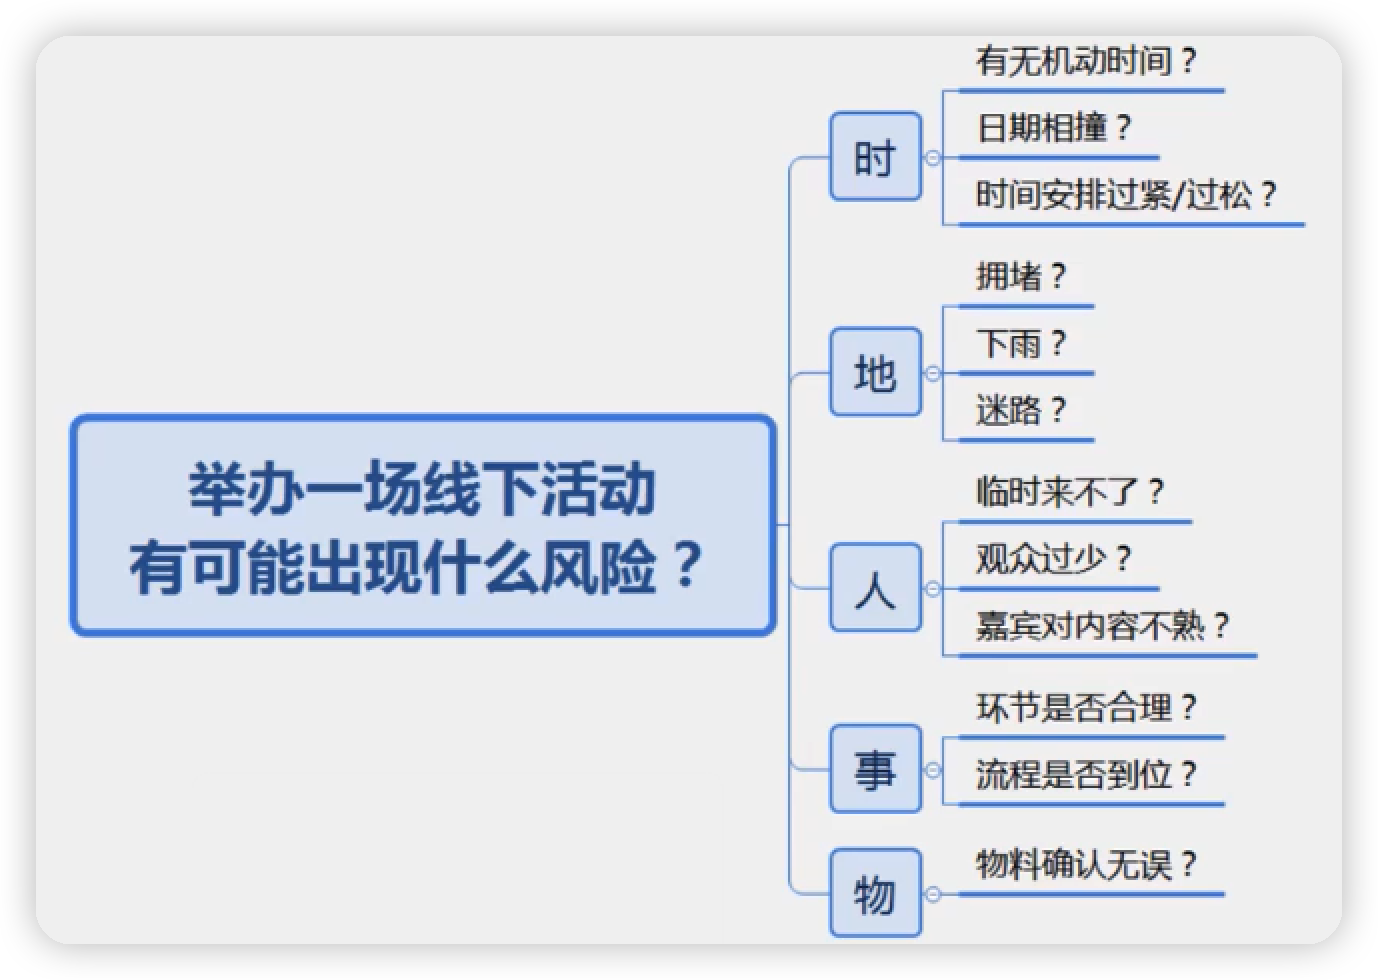 举办一场线下活动
有可能出现什么风险？
时
有无机动时间？
日期相撞？
时间安排过紧/过松？
地
拥堵？
下雨？
迷路？
人
临时来不了？
观众过少？
嘉宾对内容不熟？
事
环节是否合理？
流程是否到位？
物
物料确认无误？